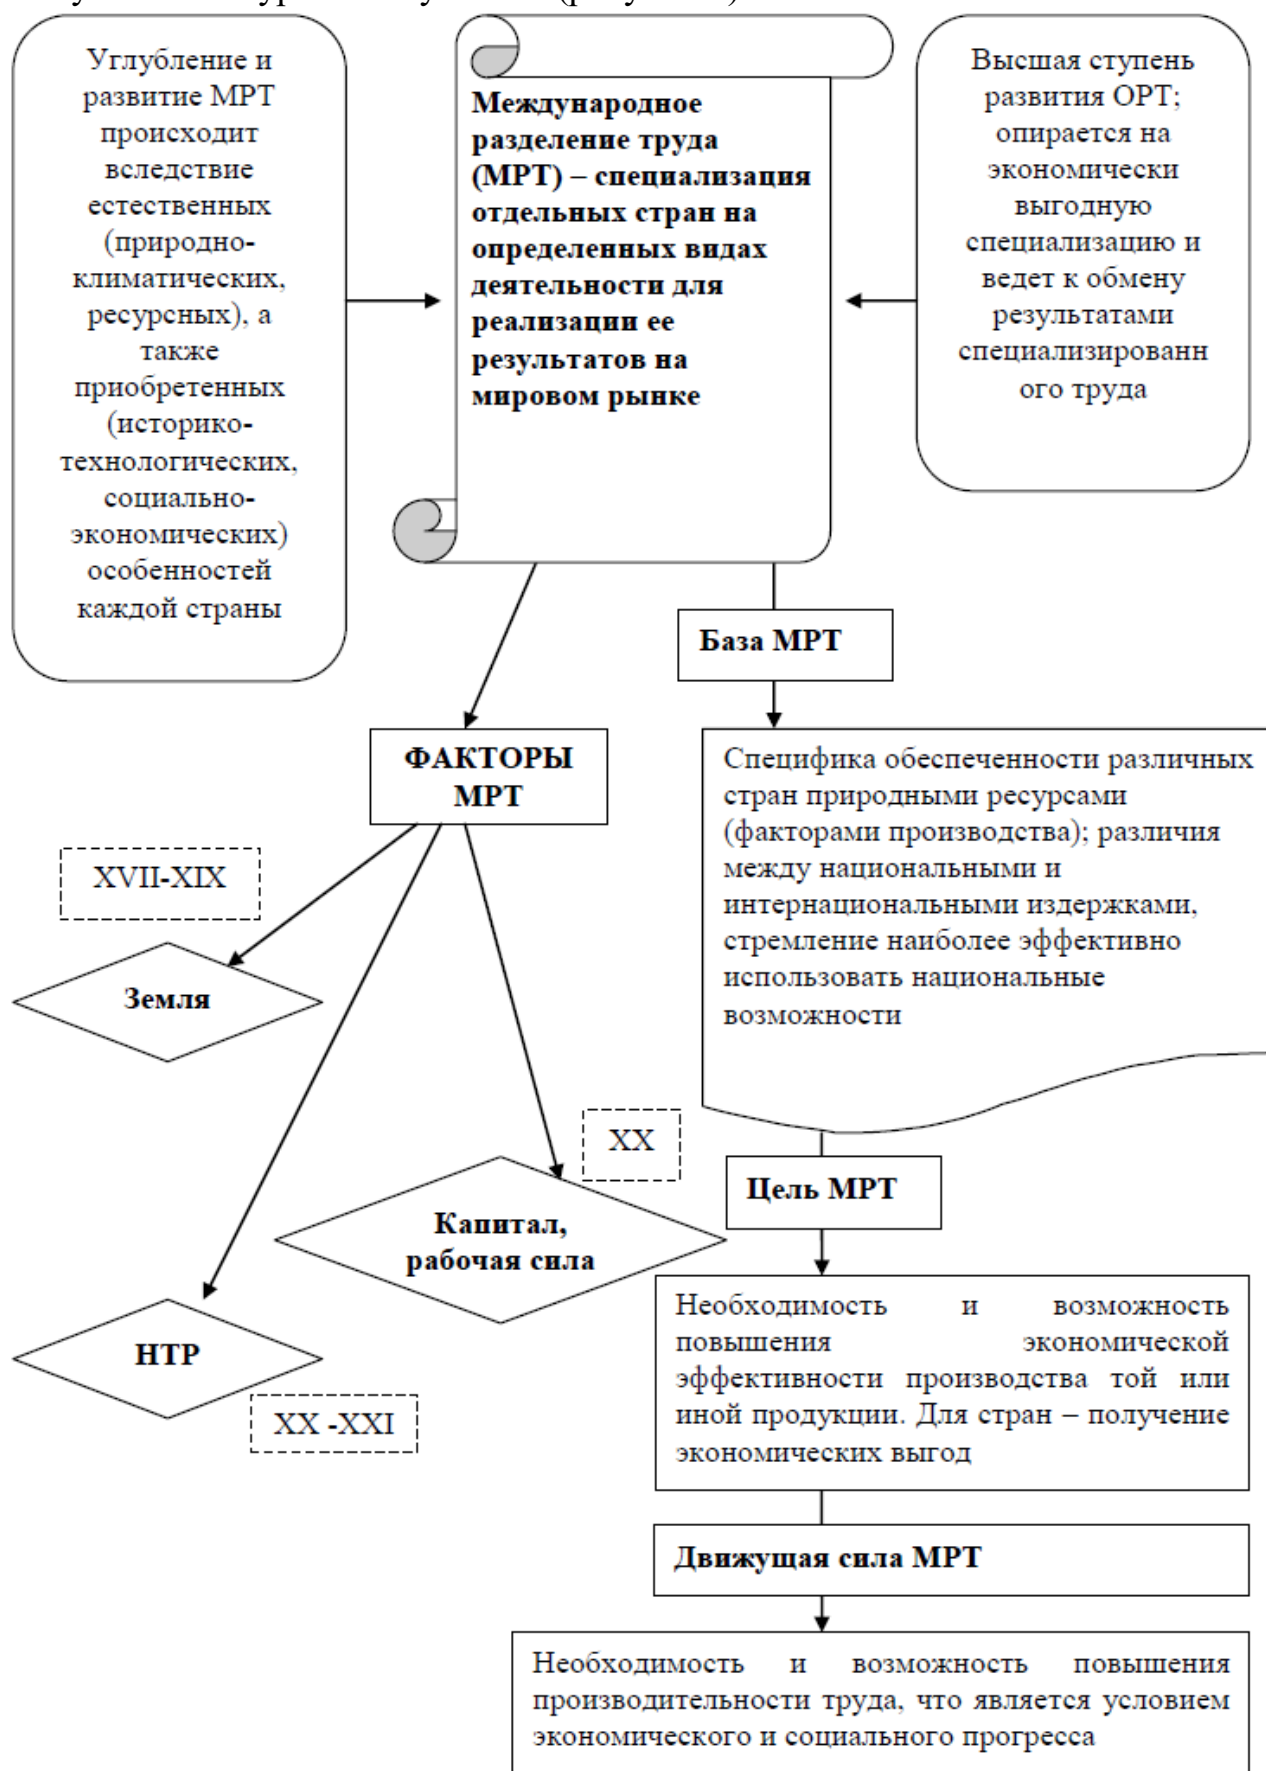 Углубление и
развитие МРТ
происходит
вследствие
естественных
(природно-
климатических,
ресурсных), а
также
приобретенных
(историко-
технологических,
социально-
экономических)
особенностей
каждой страны
Международное
разделение труда
(МРТ) – специализация
отдельных стран на
определенных видах
деятельности для
реализации ее
результатов на
мировом рынке
Высшая ступень
развития ОРТ;
опирается на
экономически
выгодную
специализацию и
ведет к обмену
результатами
специализированн
ого труда
База МРТ
ФАКТОРЫ
МРТ
Специфика обеспеченности различных
стран природными ресурсами
(факторами производства); различия
между национальными и
интернациональными издержками,
стремление наиболее эффективно
использовать национальные
возможности
XVII-XIX
Земля
XX
Капитал,
рабочая сила
НТР
XX -XXI
Цель МРТ
Необходимость и возможность
повышения экономической
эффективности производства той или
иной продукции. Для стран – получение
экономических выгод
Движущая сила МРТ
Необходимость и возможность повышения
производительности труда, что является условием
экономического и социального прогресса